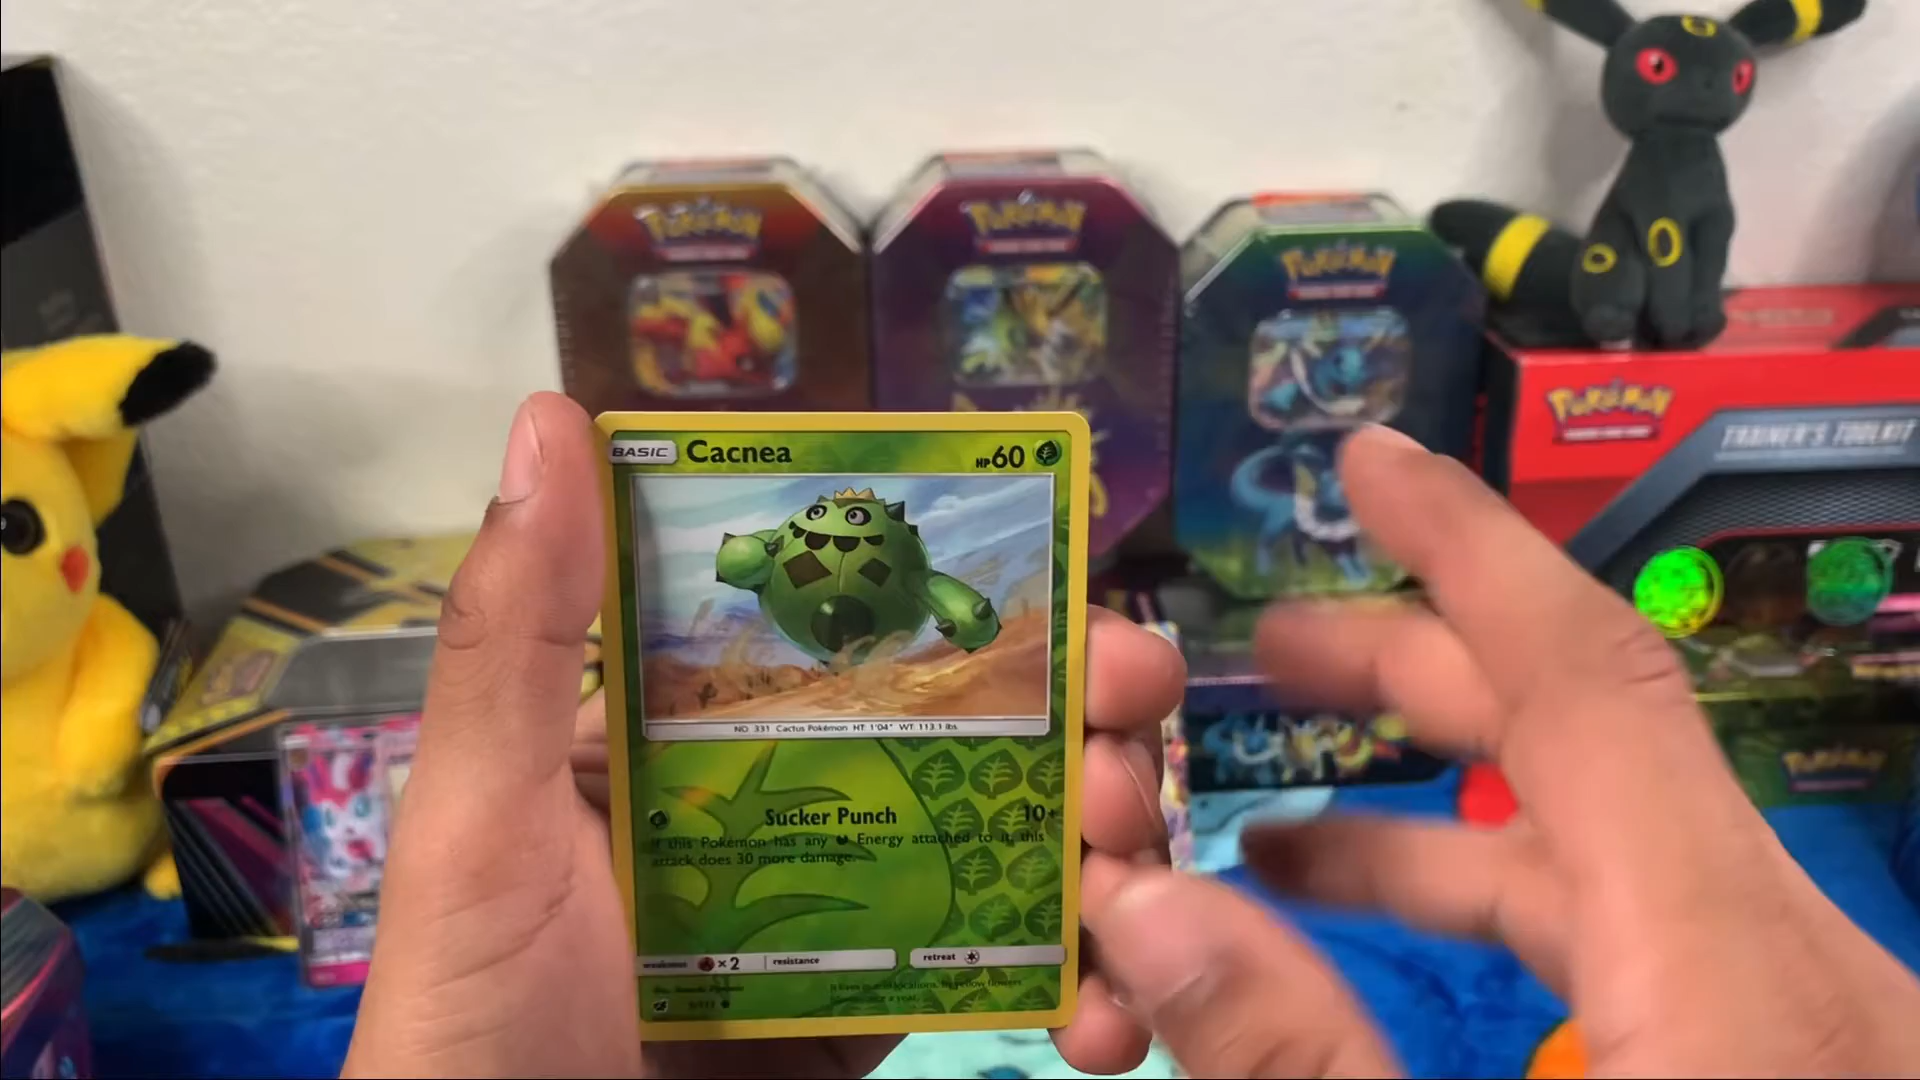 Pokémon
Pokémon
Pokémon
Pokémon
TRAINER'S TOOLKIT
BASIC Cacnea HP60
NO 331 Cactus Pokémon HT: 1'04" WT: 113.1 lbs
Sucker Punch 10+
If this Pokémon has any Energy attached to it, this
attack does 30 more damage.
weakness ×2 resistance retreat
Pokémon